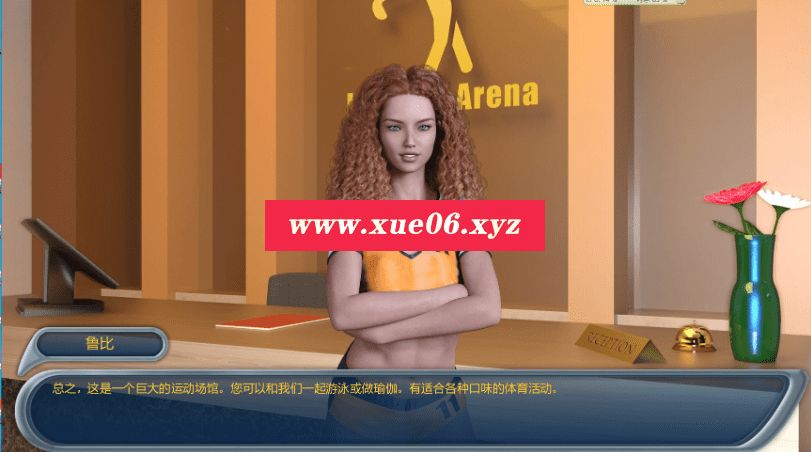 Arena
www.xue06.xyz
RECEPTION
鲁比
总之，这是一个巨大的运动场馆。您可以和我们一起游泳或做瑜伽。有适合各种口味的体育活动。